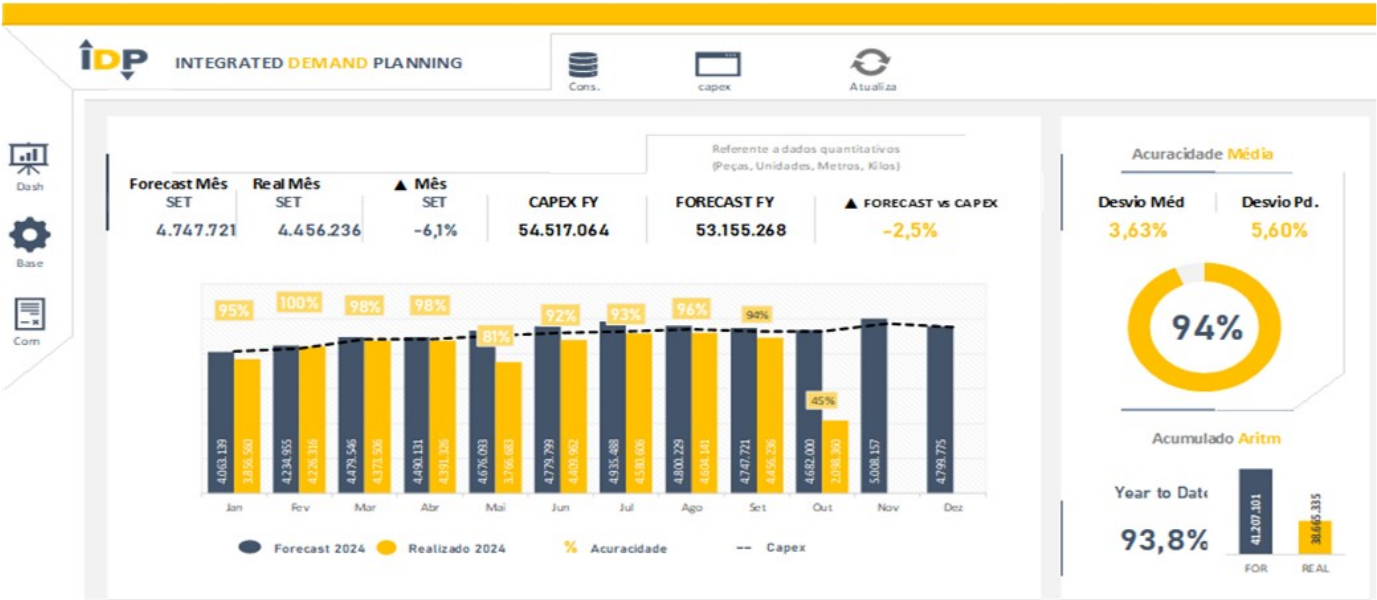 IDP
INTEGRATED DEMAND PLANNING
Cons.
capex
Atualiza
Dash
Base
Com
Referente a dados quantitativos
(Peças, Unidades, Metros, Kilos)
Forecast Mês
SET
4.747.721
Real Mês
SET
4.456.236
▲ Mês
SET
-6,1%
CAPEX FY
54.517.064
FORECAST FY
53.155.268
▲ FORECAST vs CAPEX
-2,5%
95%
100%
98%
98%
81%
92%
93%
96%
94%
45%
4.063.139
3.856.560
4.234.955
4.226.316
4.479.546
4.373.506
4.490.131
4.391.326
4.676.093
3.766.683
4.779.799
4.409.962
4.935.488
4.580.606
4.800.229
4.604.141
4.747.721
4.456.236
4.682.000
2.098.360
5.008.157
4.799.775
Jan
Fev
Mar
Abr
Mai
Jun
Jul
Ago
Set
Out
Nov
Dez
Forecast 2024
Realizado 2024
% Acuracidade
-- Capex
Acuracidade Média
Desvio Méd
3,63%
Desvio Pd.
5,60%
94%
Acumulado Aritm
Year to Date
93,8%
41.207.101
38.665.335
FOR
REAL